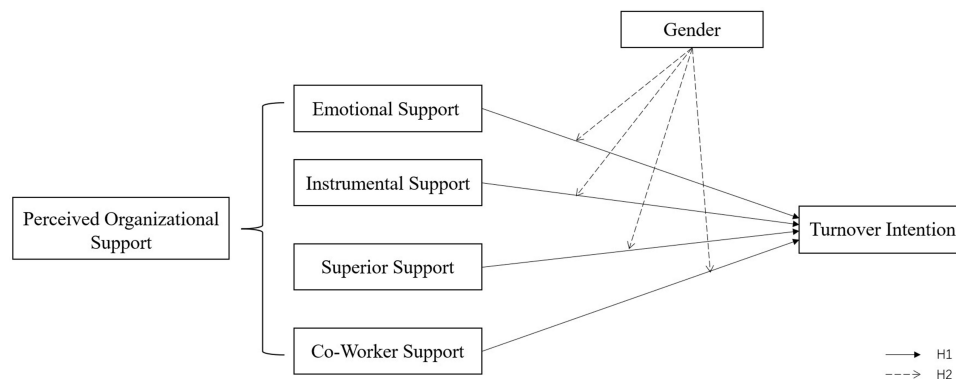 Gender
Emotional Support
Instrumental Support
Perceived Organizational
Support
Superior Support
Co-Worker Support
Turnover Intention
H1
H2